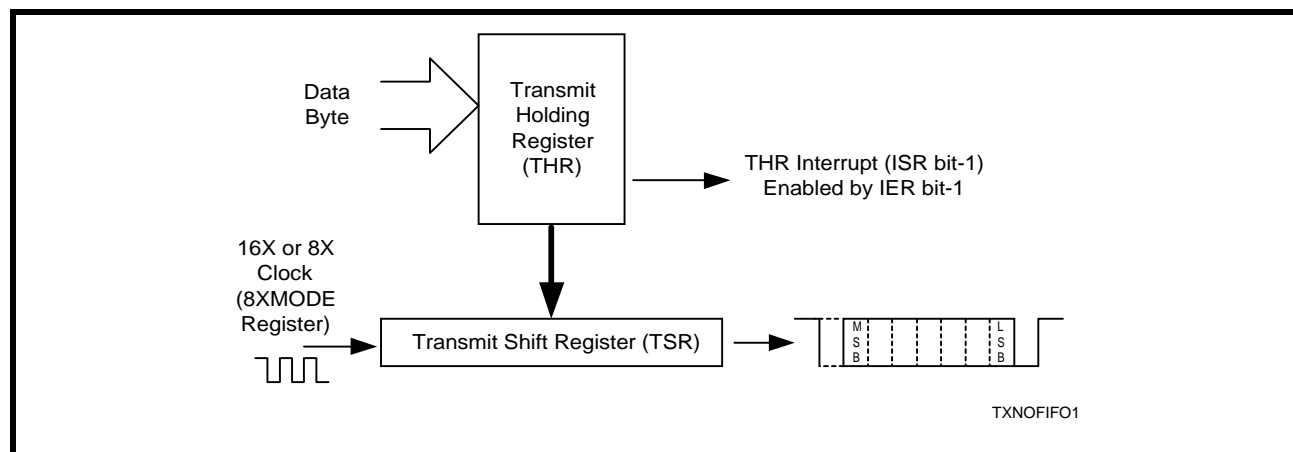 Data
Byte
Transmit
Holding
Register
(THR)
THR Interrupt (ISR bit-1)
Enabled by IER bit-1
16X or 8X
Clock
(8XMODE
Register)
Transmit Shift Register (TSR)
M
S
B
L
S
B
TXNOFIFO1